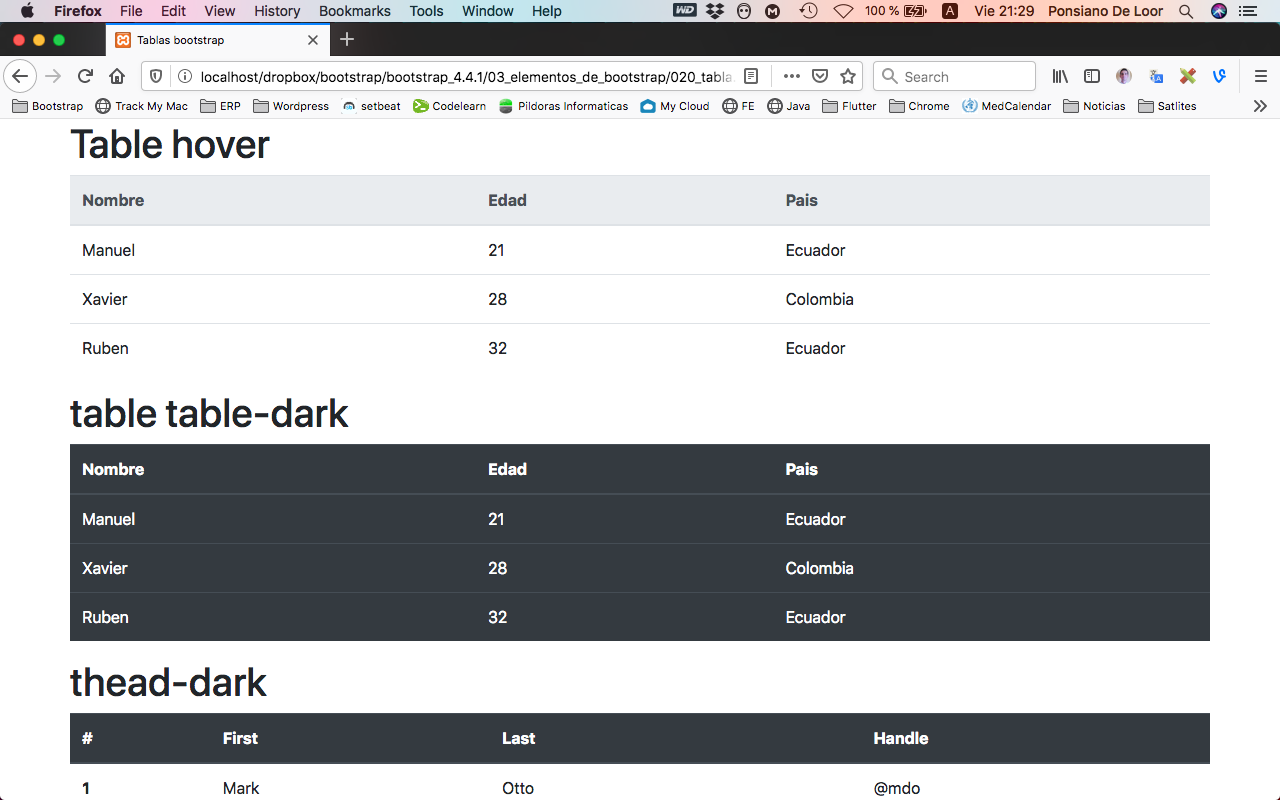 Firefox File Edit View History Bookmarks Tools Window Help WD M 100 % A Vie 21:29 Ponsiano De Loor
Tablas bootstrap
localhost/dropbox/bootstrap/bootstrap_4.4.1/03_elementos_de_bootstrap/020_tabla. Search
Bootstrap Track My Mac ERP Wordpress setbeat Codelearn Pildoras Informaticas My Cloud FE Java Flutter Chrome MedCalendar Noticias Satlites
Table hover
Nombre Edad Pais
Manuel 21 Ecuador
Xavier 28 Colombia
Ruben 32 Ecuador
table table-dark
Nombre Edad Pais
Manuel 21 Ecuador
Xavier 28 Colombia
Ruben 32 Ecuador
thead-dark
# First Last Handle
1 Mark Otto @mdo